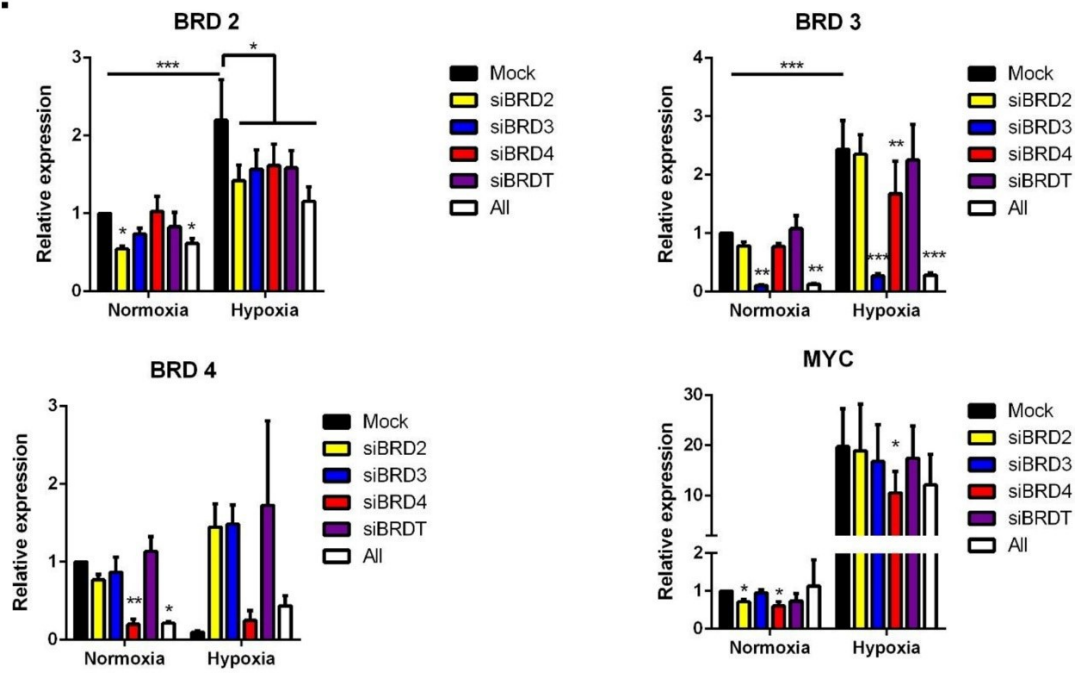 BRD 2
Relative expression
3
2
1
0
***
*
*
*
Normoxia
Hypoxia
Mock
siBRD2
siBRD3
siBRD4
siBRDT
All
BRD 3
Relative expression
4
3
2
1
0
***
**
**
***
**
***
Normoxia
Hypoxia
Mock
siBRD2
siBRD3
siBRD4
siBRDT
All
BRD 4
Relative expression
3
2
1
0
**
*
Normoxia
Hypoxia
Mock
siBRD2
siBRD3
siBRD4
siBRDT
All
MYC
Relative expression
30
20
10
2
1
0
*
*
*
Normoxia
Hypoxia
Mock
siBRD2
siBRD3
siBRD4
siBRDT
All